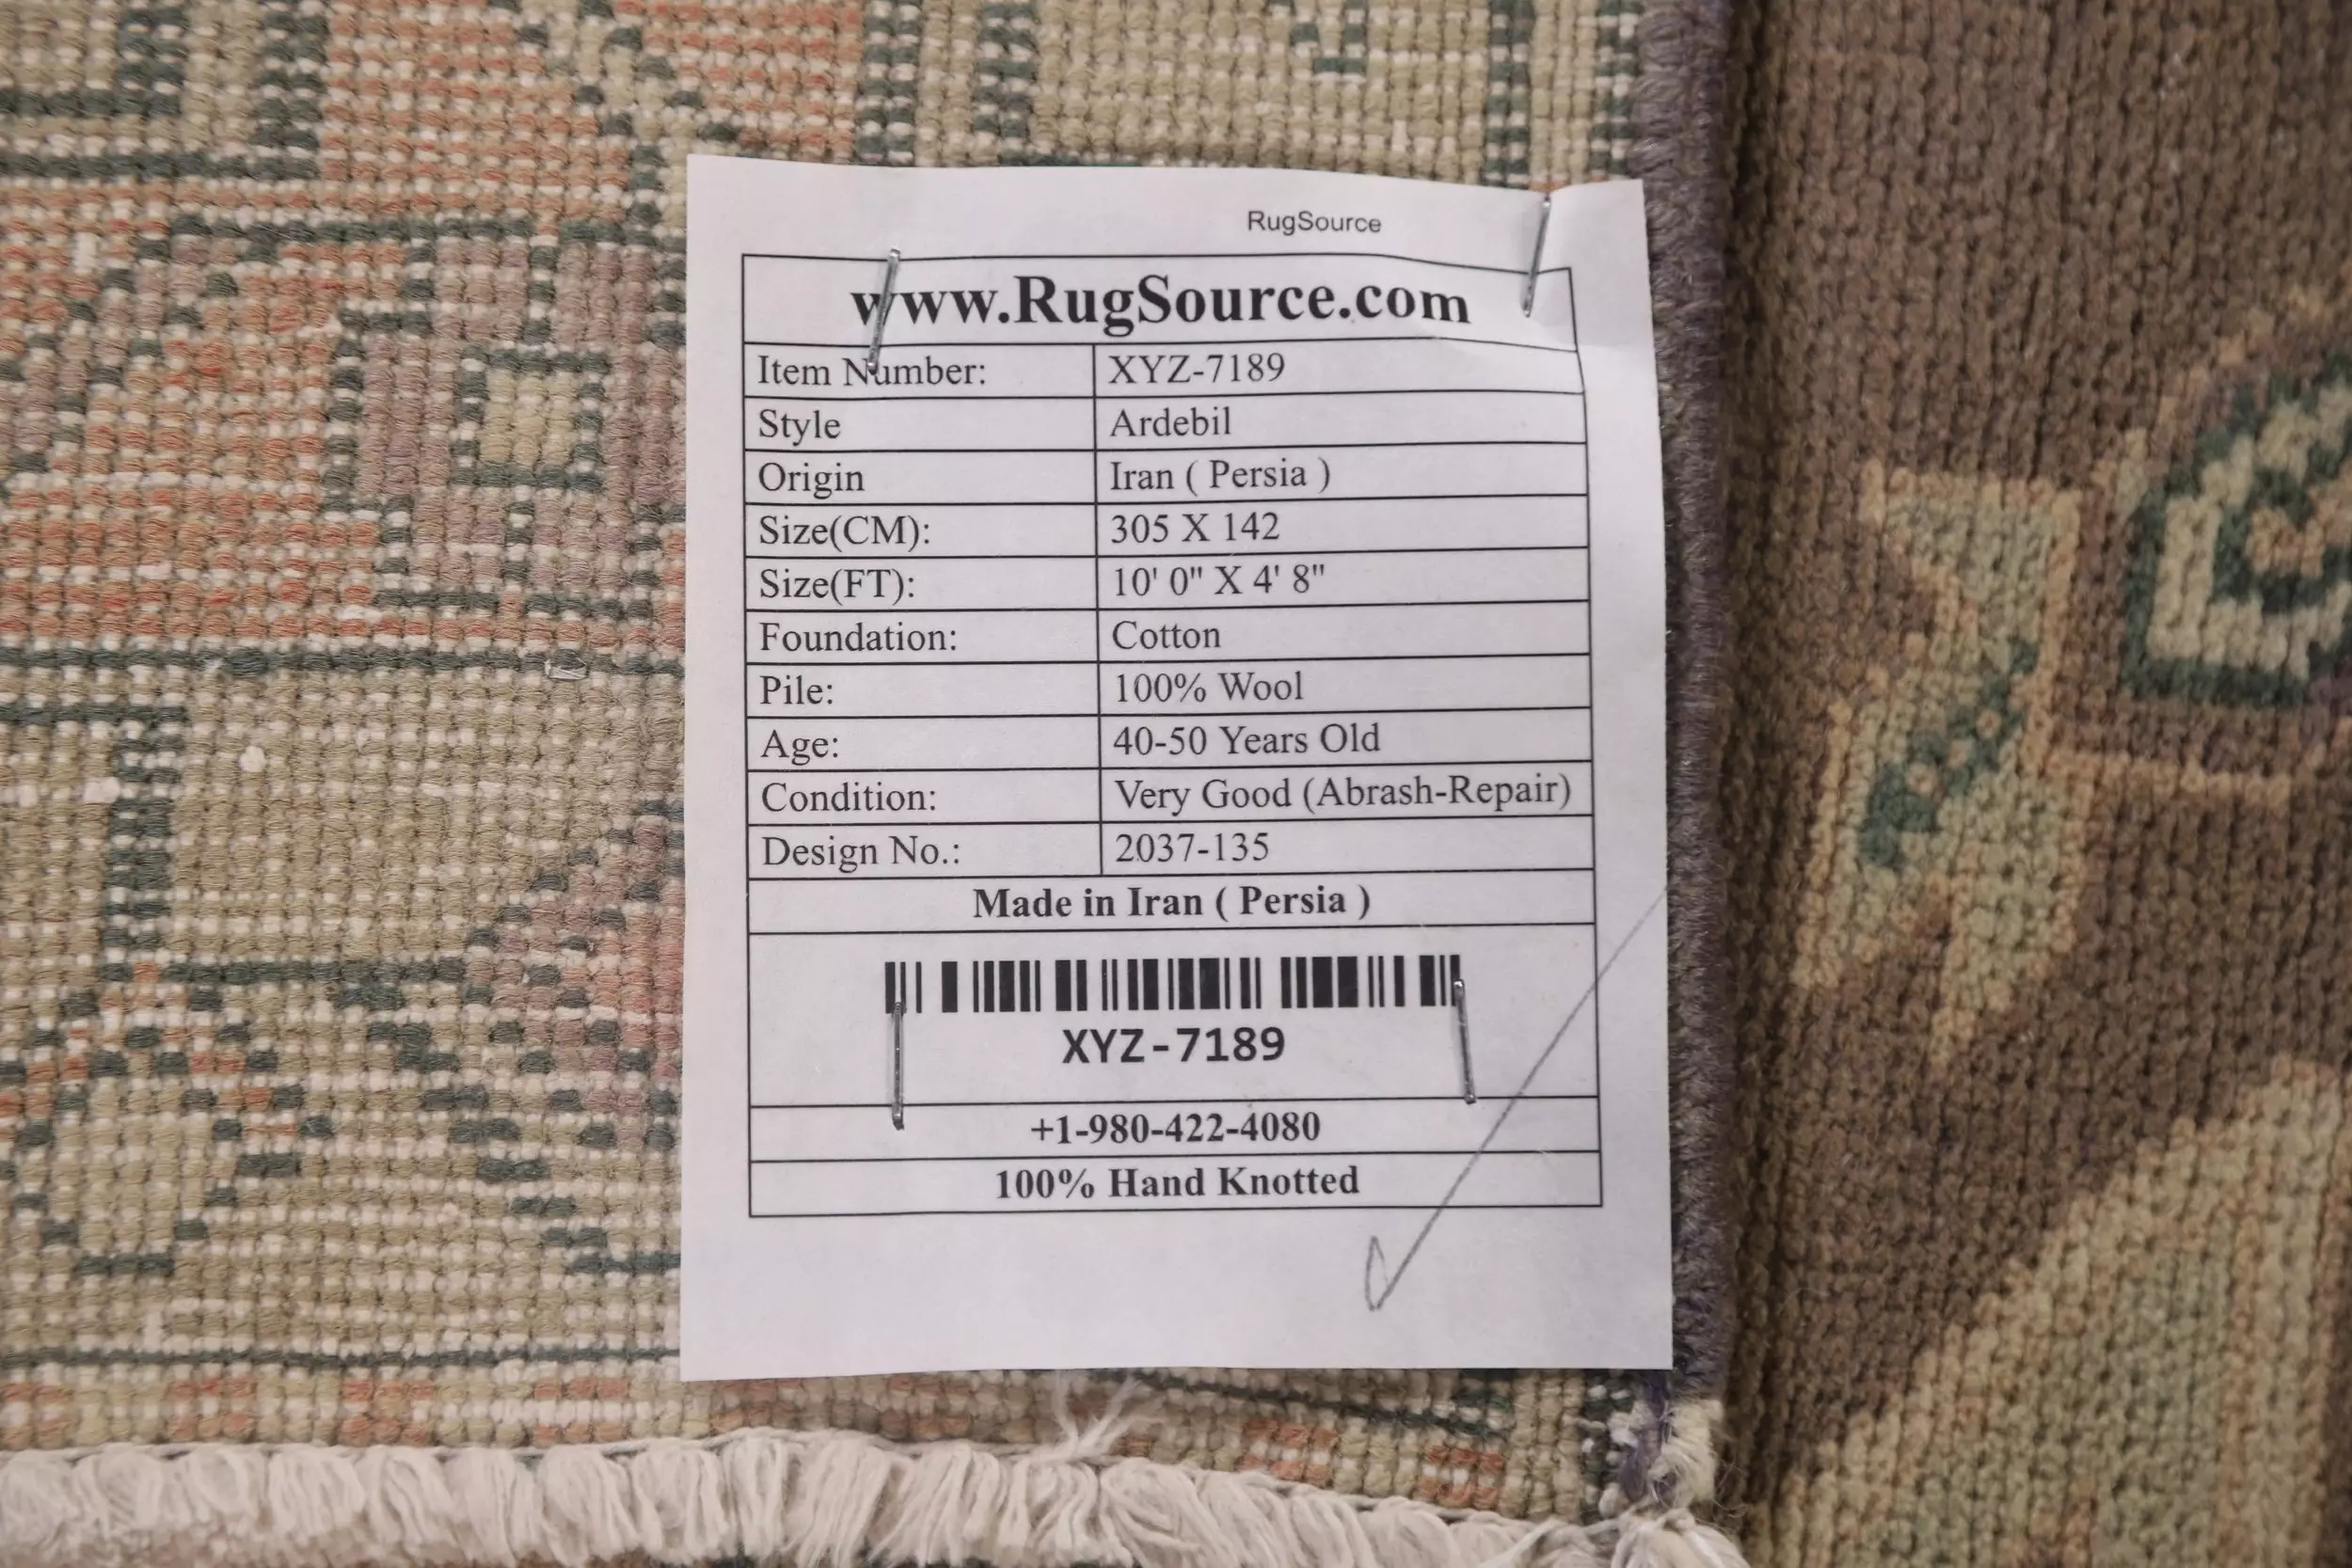 RugSource
www.RugSource.com
Item Number: XYZ-7189
Style Ardebil
Origin Iran ( Persia )
Size(CM): 305 X 142
Size(FT): 10' 0" X 4' 8"
Foundation: Cotton
Pile: 100% Wool
Age: 40-50 Years Old
Condition: Very Good (Abrash-Repair)
Design No.: 2037-135
Made in Iran ( Persia )
XYZ-7189
+1-980-422-4080
100% Hand Knotted